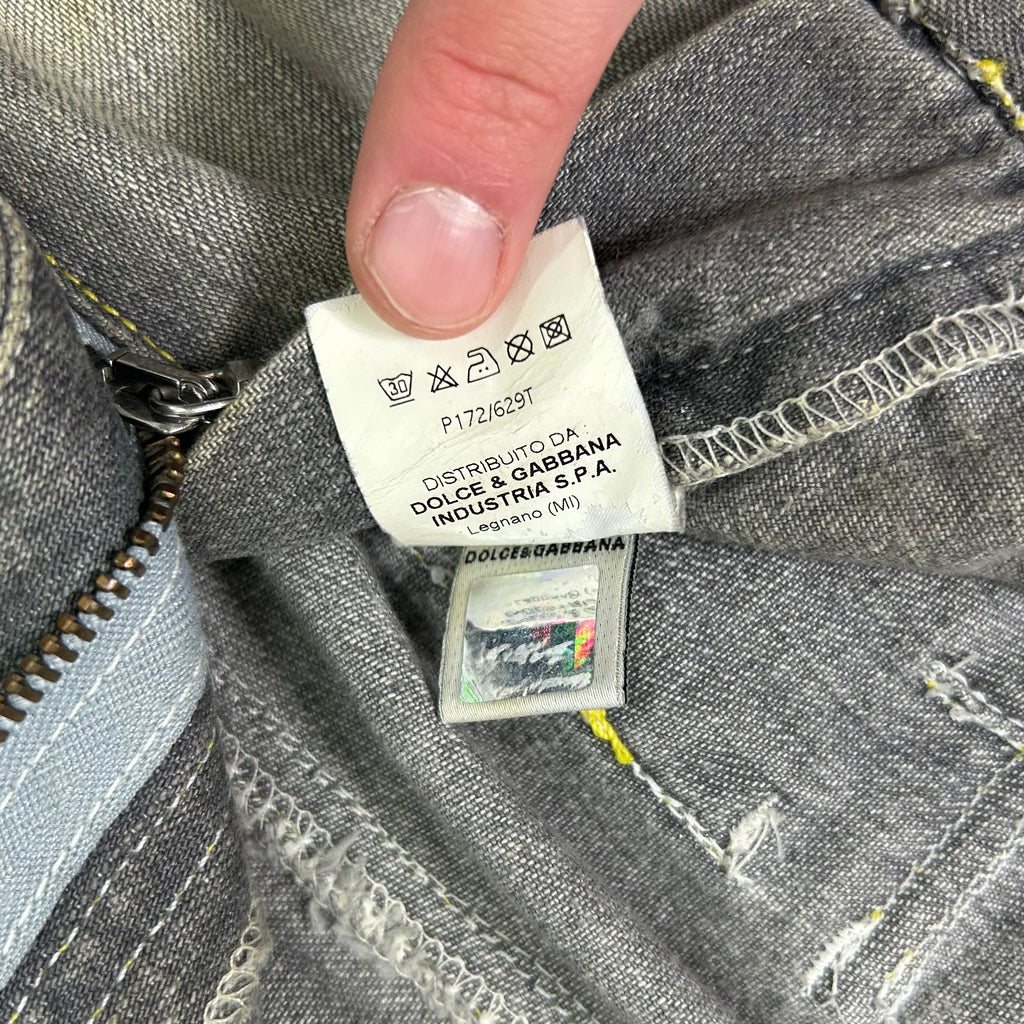 30
P172/629T
DISTRIBUITO DA :
DOLCE & GABBANA
INDUSTRIA S.P.A.
Legnano (MI)
DOLCE&GABBANA